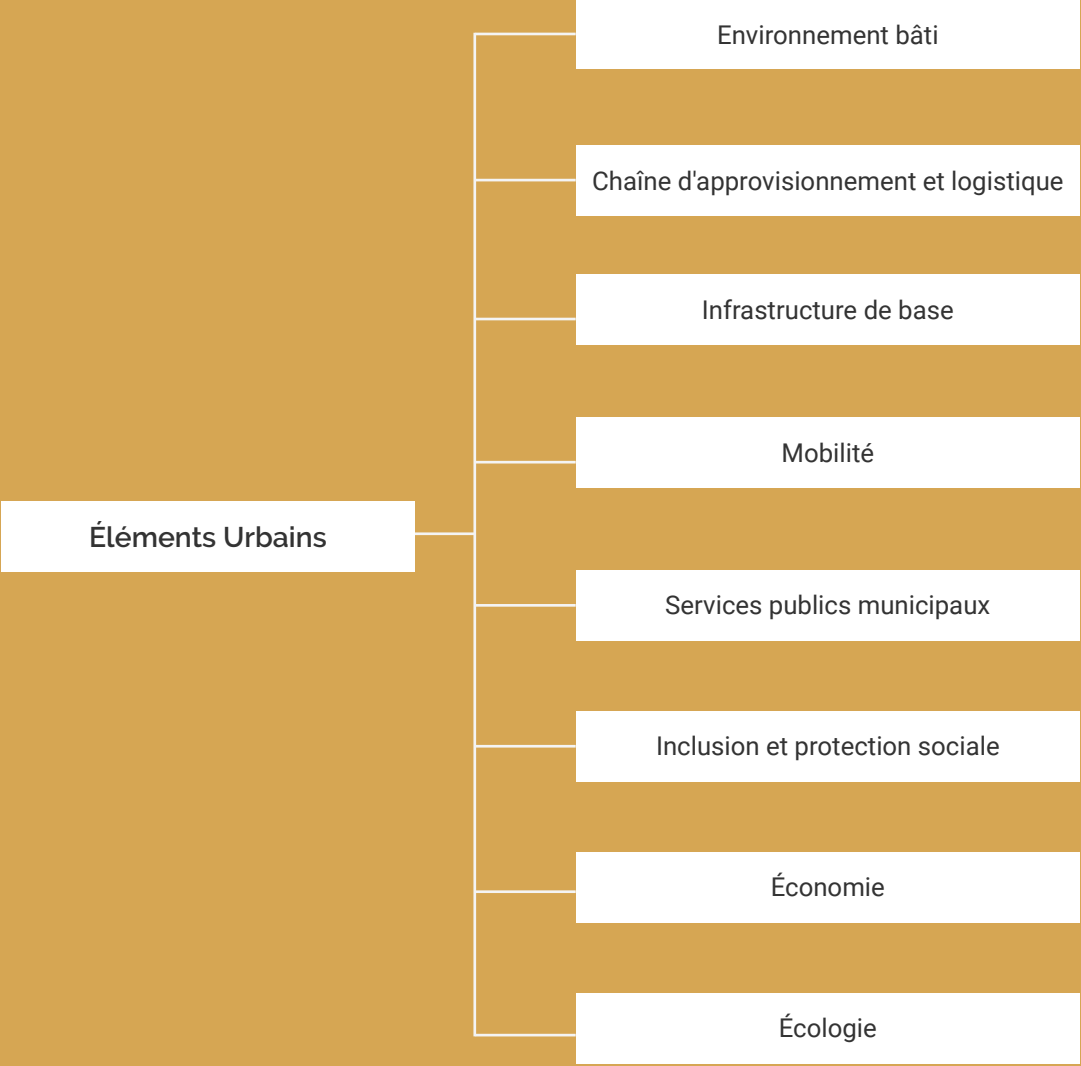 Environnement bâti
Chaîne d'approvisionnement et logistique
Infrastructure de base
Mobilité
Éléments Urbains
Services publics municipaux
Inclusion et protection sociale
Économie
Écologie